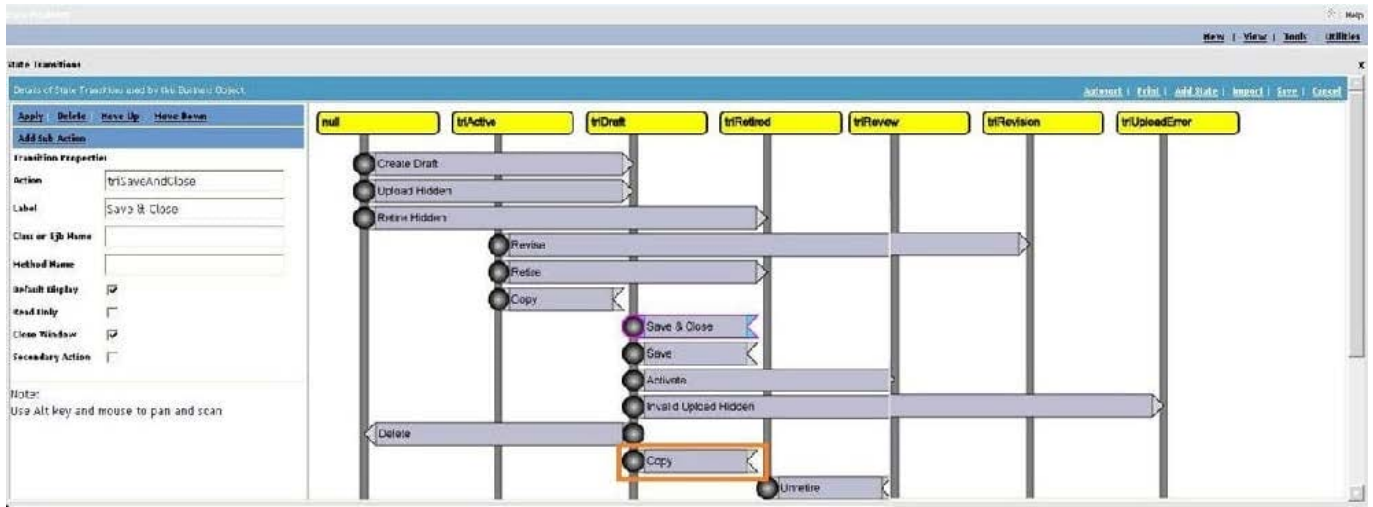 Help
New | View | Tools | Utilities
State Transitions
X
Details of State Transitions used by this Business Object.
Autosort | Print | Add State | Import | Save | Cancel
Apply Delete Move Up Move Down
Add Sub Action
Transition Properties
Action triSaveAndClose
Label Save & Close
Class or Ejb Name
Method Name
Default Display
Read Only
Close Window
Secondary Action
Note:
Use Alt key and mouse to pan and scan
null triActive triDraft triRetired triReview triRevision triUploadError
Create Draft
Upload Hidden
Retire Hidden
Revise
Retire
Copy
Save & Close
Save
Activate
Invalid Upload Hidden
Delete
Copy
Unretire